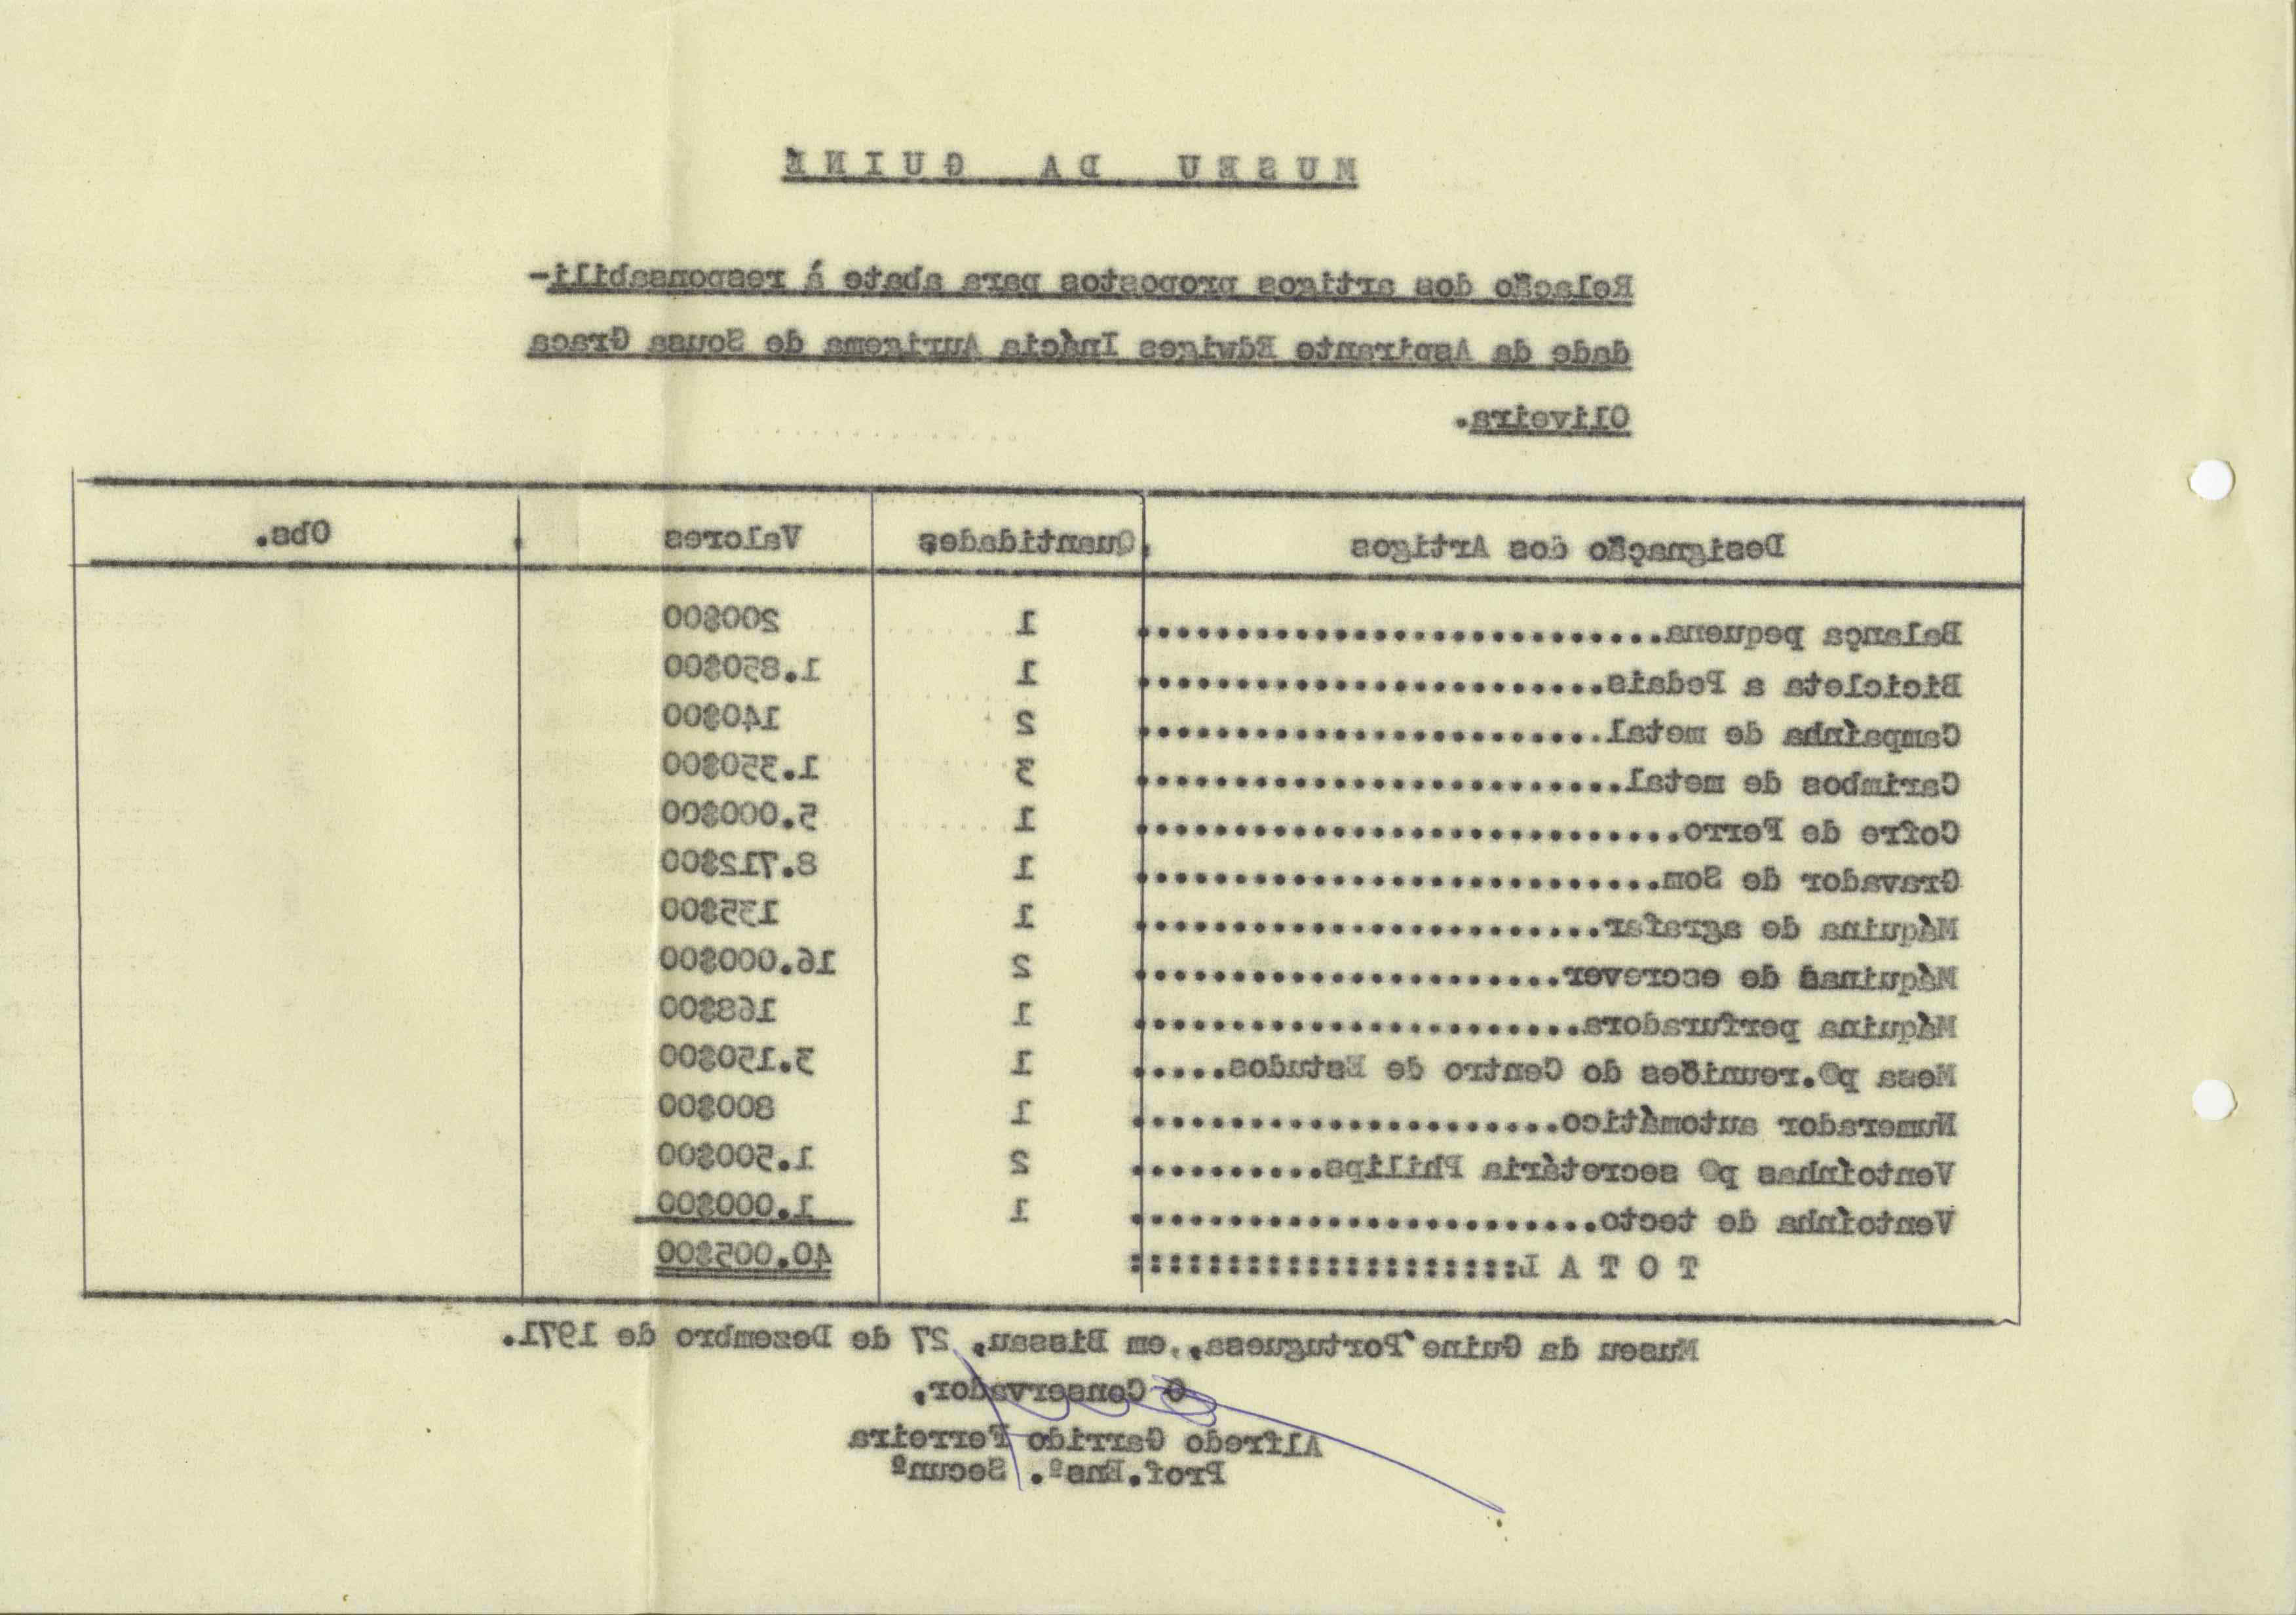 MUSEU DA GUINÉ
Relação dos artigos propostos para abate à responsabili-
dade da Aspirante Edwiges Inácia Aurigema de Sousa Graça
Oliveira.
Designação dos Artigos Quantidades Valores Obs.
Balança pequena........................... 1 200$00
Bicicleta a Pedais........................ 1 1.850$00
Campaínha de metal........................ 2 140$00
Carimbos de metal......................... 3 1.350$00
Cofre de Ferro............................ 1 5.000$00
Gravador de Som........................... 1 8.712$00
Máquina de agrafar........................ 1 135$00
Máquinas de escrever...................... 2 16.000$00
Máquina perfuradora....................... 1 168$00
Mesa pª.reuniões do Centro de Estudos..... 1 3.150$00
Numerador automático...................... 1 800$00
Ventoínhas pª secretária Philips.......... 2 1.500$00
Ventoínha de tecto........................ 1 1.000$00
T O T A L:::::::::::::::::::: 40.005$00
Museu da Guiné Portuguesa, em Bissau, 27 de Dezembro de 1971.
O Conservador,
Alfredo Garrido Ferreira
Prof.Ensº. Secunº